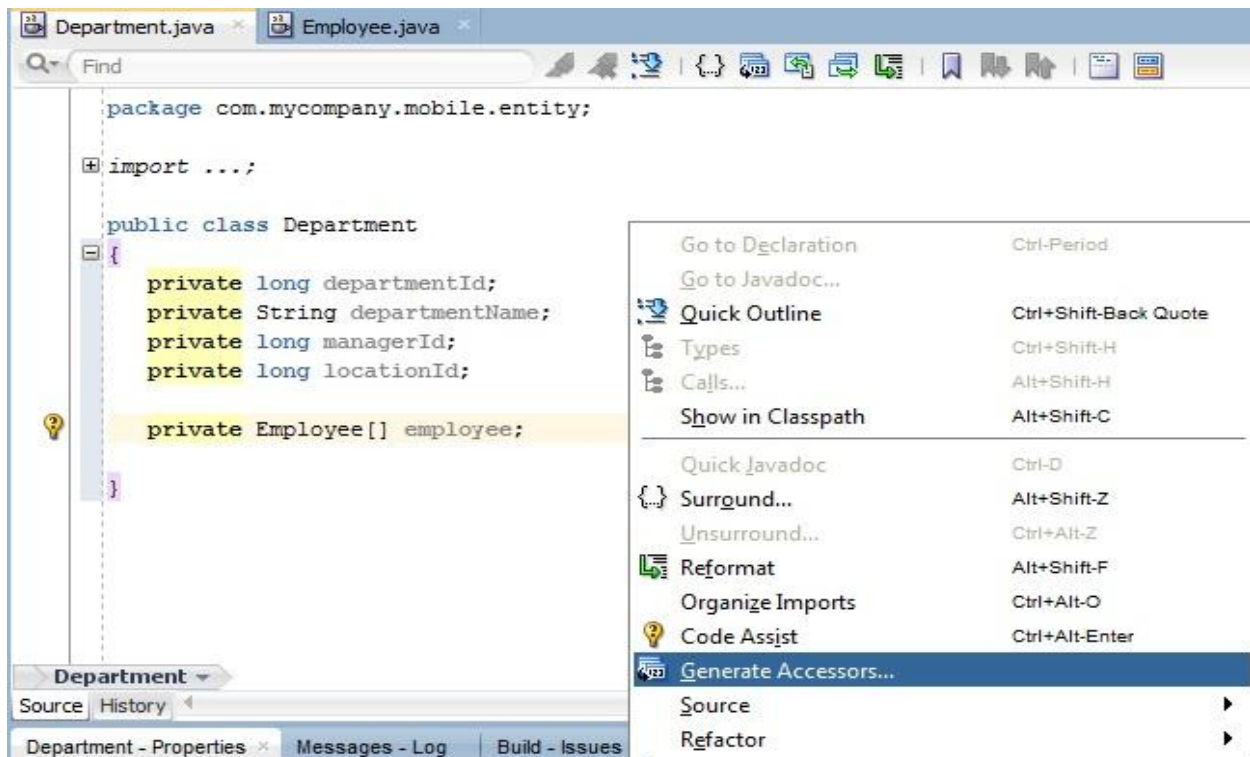 Department.java
Employee.java
Find
package com.mycompany.mobile.entity;
import ...;
public class Department
{
private long departmentId;
private String departmentName;
private long managerId;
private long locationId;
private Employee[] employee;
}
Go to Declaration Ctrl-Period
Go to Javadoc...
Quick Outline Ctrl+Shift-Back Quote
Types Ctrl+Shift-H
Calls... Alt+Shift-H
Show in Classpath Alt+Shift-C
Quick Javadoc Ctrl-D
{...} Surround... Alt+Shift-Z
Unsurround... Ctrl+Alt-Z
Reformat Alt+Shift-F
Organize Imports Ctrl+Alt-O
Code Assist Ctrl+Alt-Enter
Generate Accessors...
Source
Refactor
Department
Source History
Department - Properties Messages - Log Build - Issues